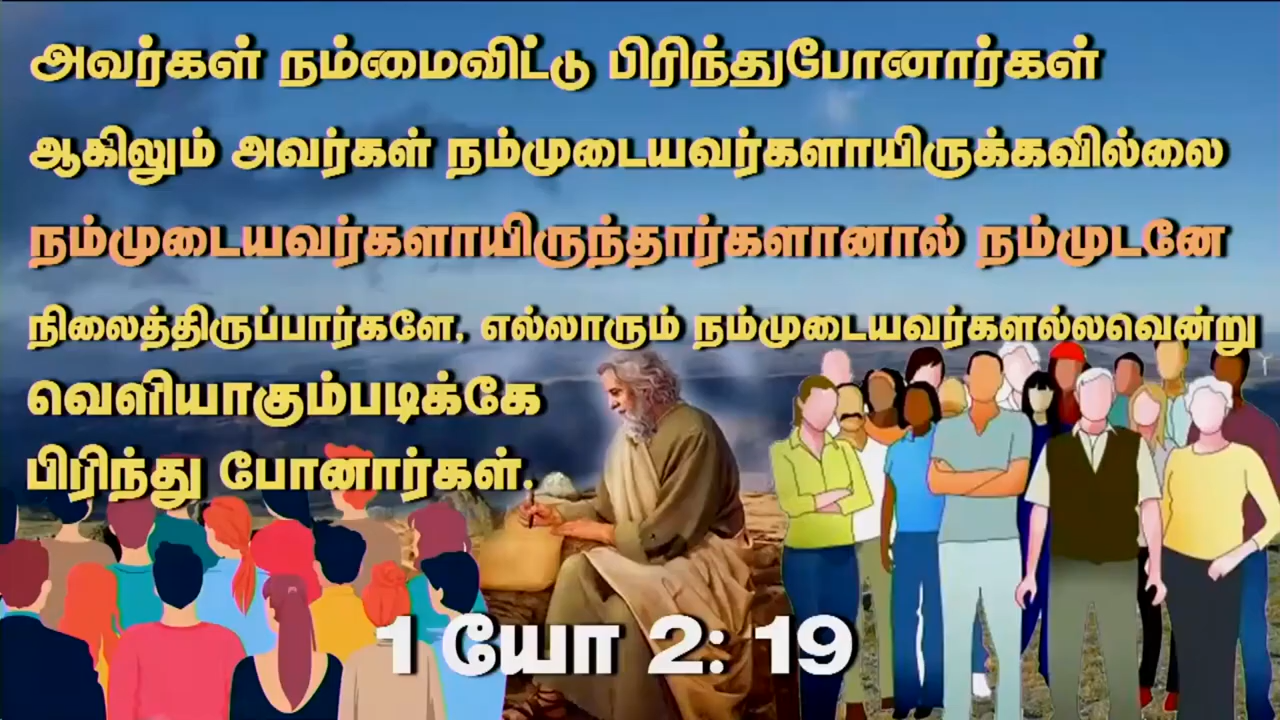 அவர்கள் நம்மைவிட்டு பிரிந்துபோனார்கள்
ஆகிலும் அவர்கள் நம்முடையவர்களாயிருக்கவில்லை
நம்முடையவர்களாயிருந்தார்களானால் நம்முடனே
நிலைத்திருப்பார்களே, எல்லாரும் நம்முடையவர்களல்லவென்று
வெளியாகும்படிக்கே
பிரிந்து போனார்கள்.
1 யோ 2: 19